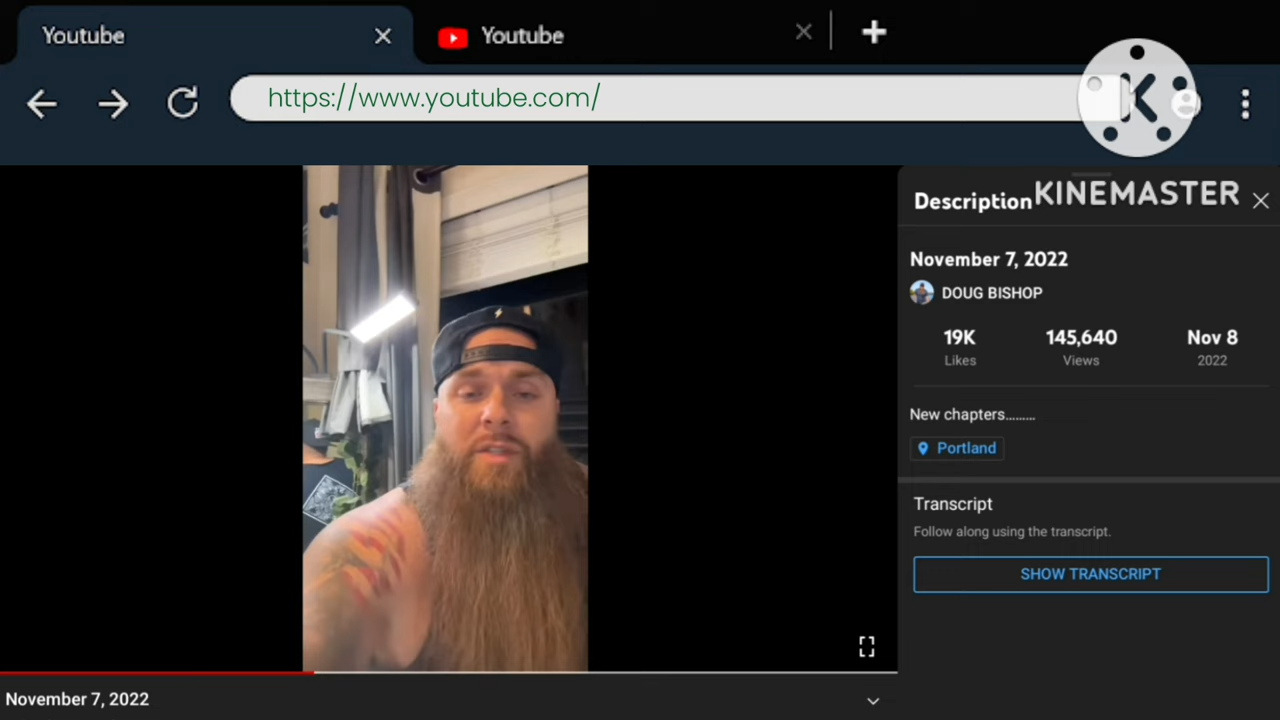 Youtube
Youtube
https://www.youtube.com/
K
KINEMASTER
Description
November 7, 2022
DOUG BISHOP
19K
145,640
Nov 8
Likes
Views
2022
New chapters.........
Portland
Transcript
Follow along using the transcript.
SHOW TRANSCRIPT
November 7, 2022